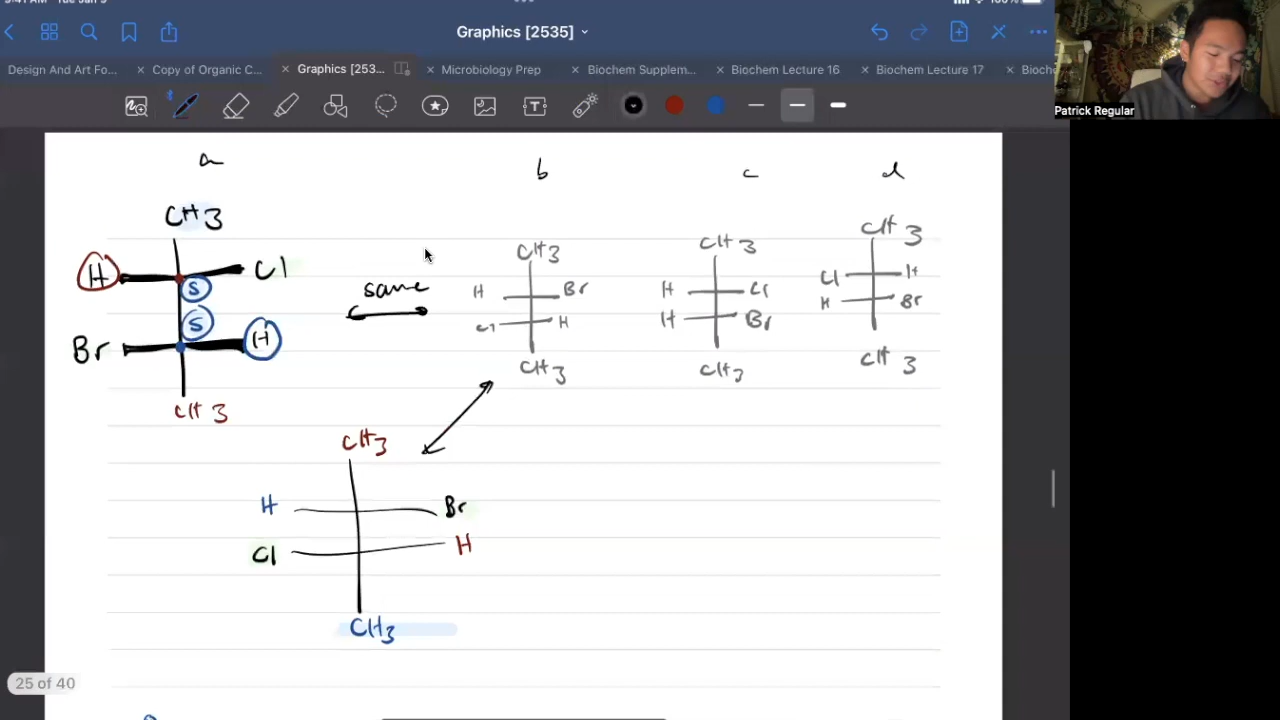 Graphics [2535]
Design And Art Fo...
Copy of Organic C...
Graphics [253...
Microbiology Prep
Biochem Supplem...
Biochem Lecture 16
Biochem Lecture 17
Patrick Regular
a
b
c
d
CH3
H
Cl
S
S
Br
H
CH3
same
CH3
H
Br
Cl
H
CH3
CH3
H
Cl
H
Br
CH3
CH3
Cl
H
H
Br
CH3
CH3
H
Br
Cl
H
CH3
25 of 40